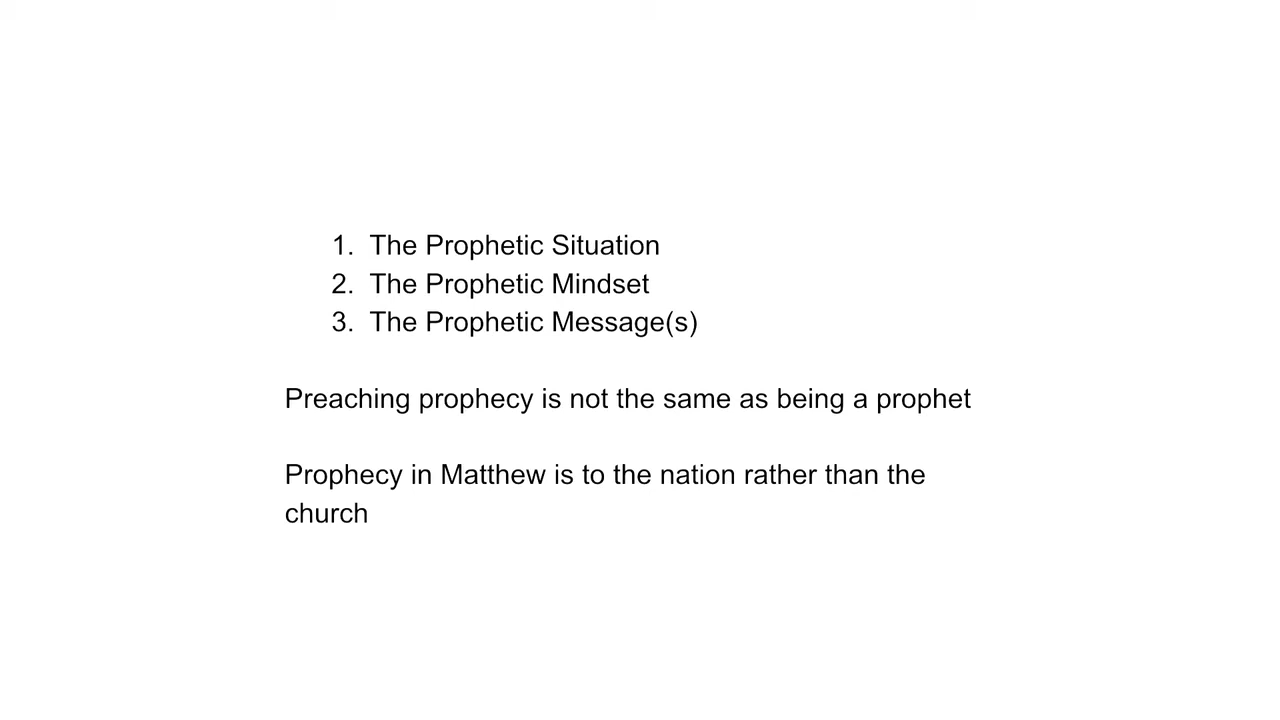 1. The Prophetic Situation
2. The Prophetic Mindset
3. The Prophetic Message(s)
Preaching prophecy is not the same as being a prophet
Prophecy in Matthew is to the nation rather than the
church